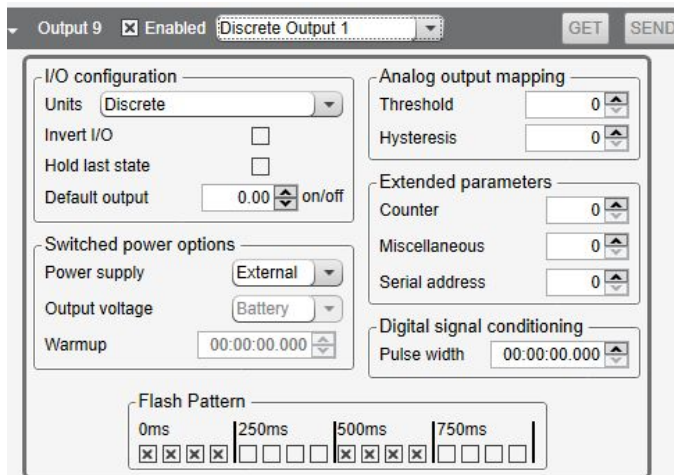 Output 9 Enabled Discrete Output 1 GET SEND
I/O configuration
Units Discrete
Invert I/O
Hold last state
Default output 0.00 on/off
Switched power options
Power supply External
Output voltage Battery
Warmup 00:00:00.000
Analog output mapping
Threshold 0
Hysteresis 0
Extended parameters
Counter 0
Miscellaneous 0
Serial address 0
Digital signal conditioning
Pulse width 00:00:00.000
Flash Pattern
0ms 250ms 500ms 750ms